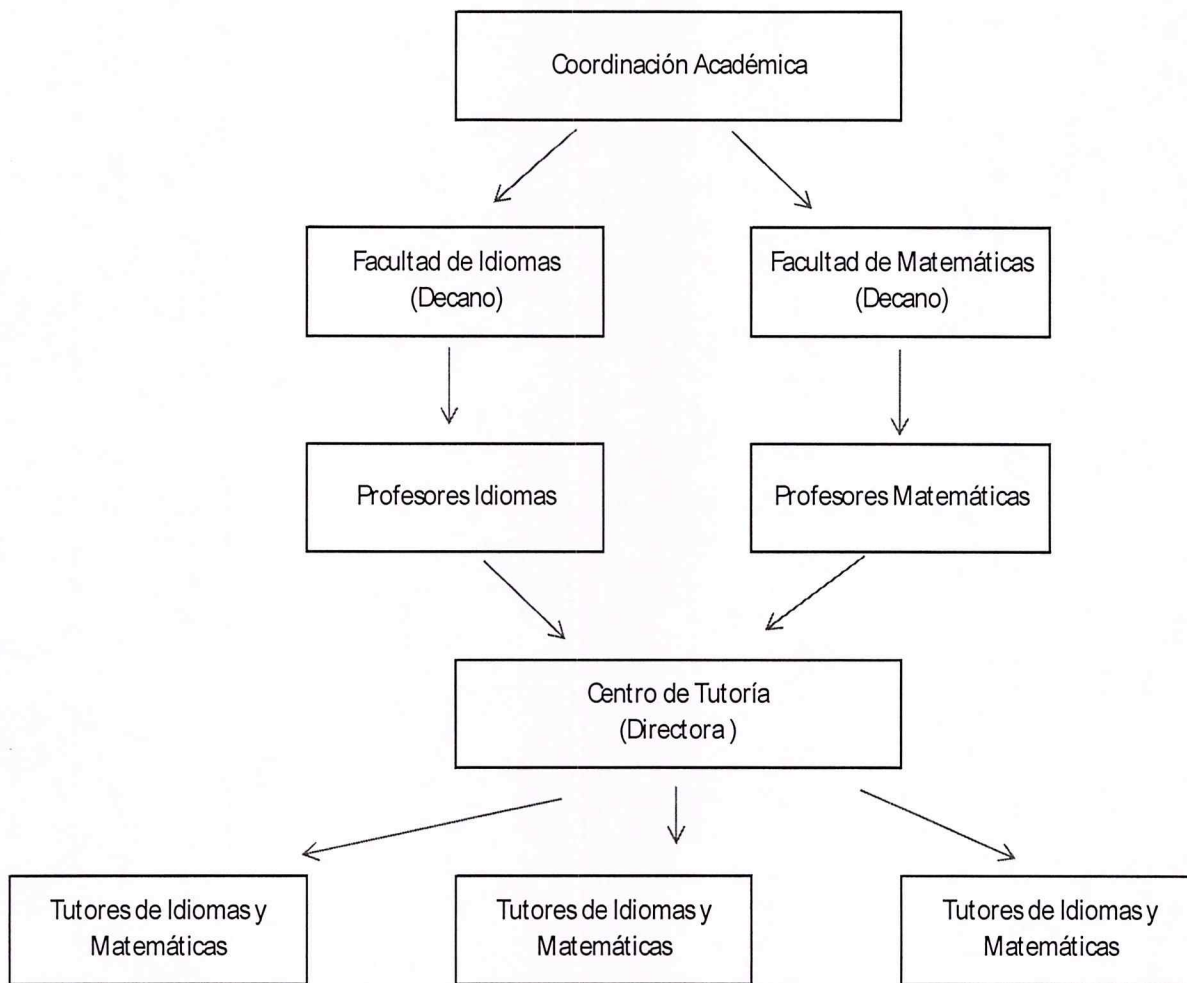 Coordinación Académica
Facultad de Idiomas
(Decano)
Facultad de Matemáticas
(Decano)
Profesores Idiomas
Profesores Matemáticas
Centro de Tutoría
(Directora )
Tutores de Idiomas y
Matemáticas
Tutores de Idiomas y
Matemáticas
Tutores de Idiomas y
Matemáticas